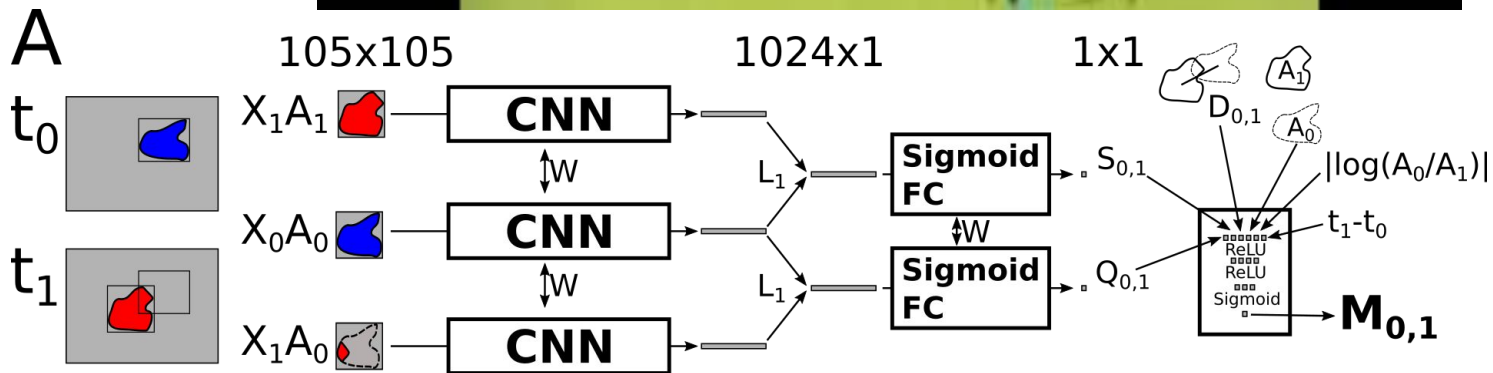 A
105x105
1024x1
1x1
t0
X1A1
CNN
W
L1
Sigmoid
FC
S0,1
D0,1
A1
A0
|log(A0/A1)|
X0A0
CNN
W
W
t1-t0
ReLU
ReLU
Sigmoid
M0,1
t1
X1A0
CNN
L1
Sigmoid
FC
Q0,1